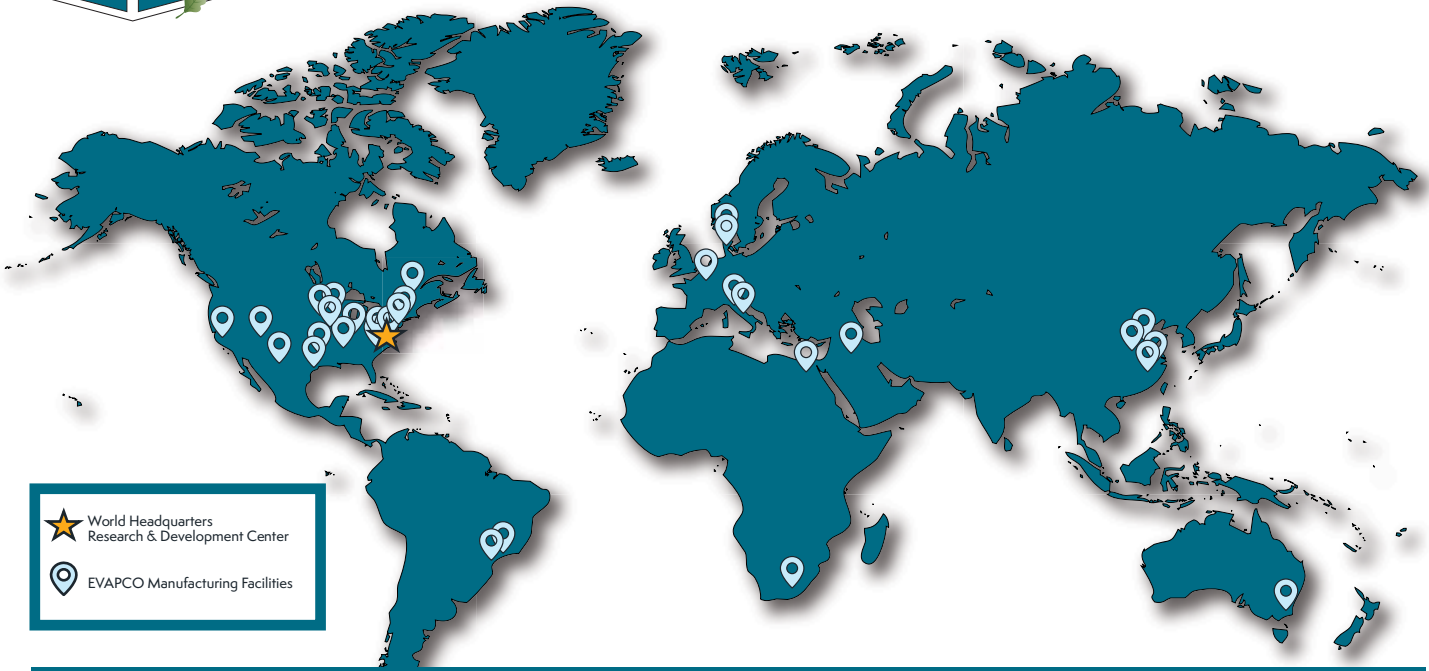 World Headquarters
Research & Development Center
EVAPCO Manufacturing Facilities